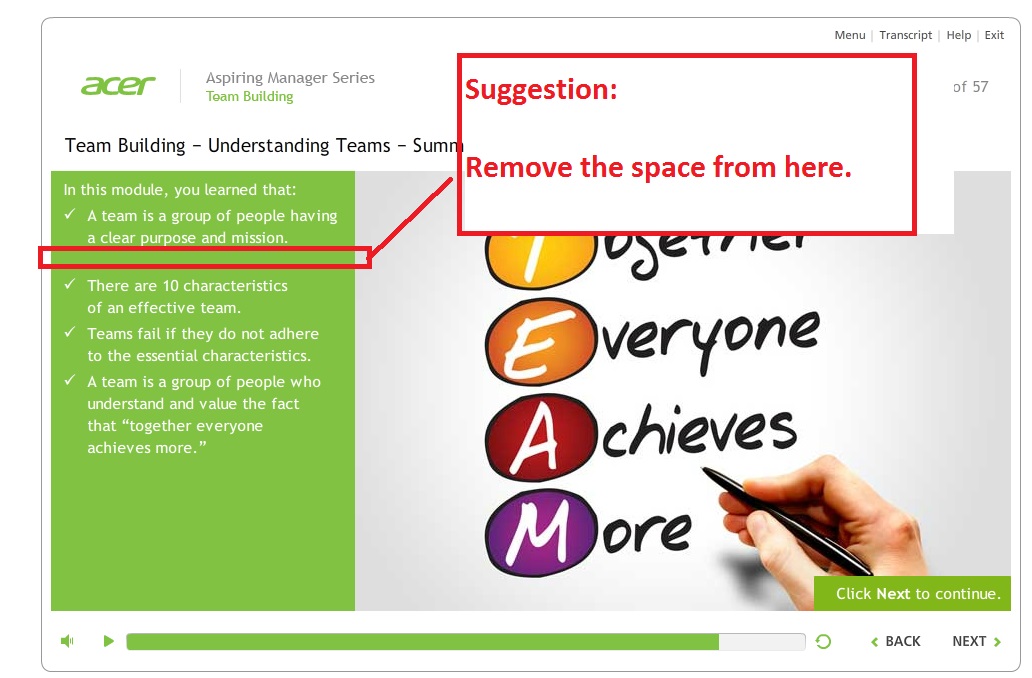 Menu | Transcript | Help | Exit
acer
Aspiring Manager Series
Team Building
of 57
Suggestion:
Remove the space from here.
Team Building – Understanding Teams – Summ
In this module, you learned that:
✓ A team is a group of people having
a clear purpose and mission.
✓ There are 10 characteristics
of an effective team.
✓ Teams fail if they do not adhere
to the essential characteristics.
✓ A team is a group of people who
understand and value the fact
that “together everyone
achieves more.”
Together
Everyone
Achieves
More
Click Next to continue.
BACK
NEXT